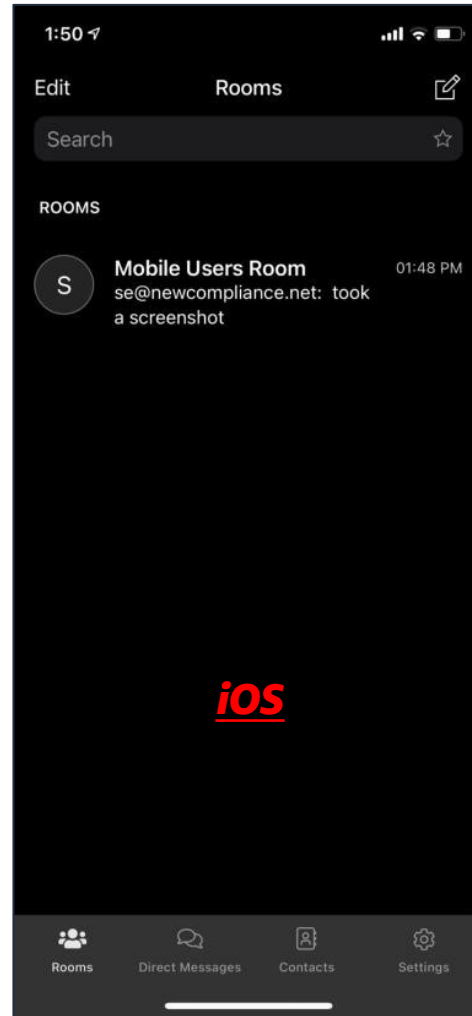 1:50
Edit
Rooms
Search
ROOMS
S
Mobile Users Room
01:48 PM
se@newcompliance.net: took
a screenshot
iOS
Rooms
Direct Messages
Contacts
Settings